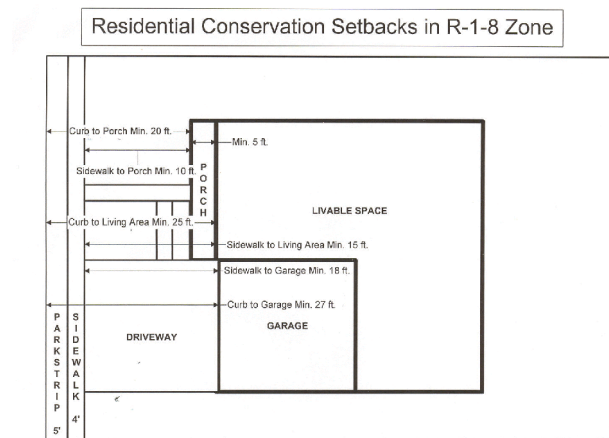 Residential Conservation Setbacks in R-1-8 Zone
Curb to Porch Min. 20 ft.
Min. 5 ft.
Sidewalk to Porch Min. 10 ft.
PORCH
LIVABLE SPACE
Curb to Living Area Min. 25 ft.
Sidewalk to Living Area Min. 15 ft.
Sidewalk to Garage Min. 18 ft.
Curb to Garage Min. 27 ft.
GARAGE
DRIVEWAY
PARKSTRIP 5'
SIDEWALK 4'